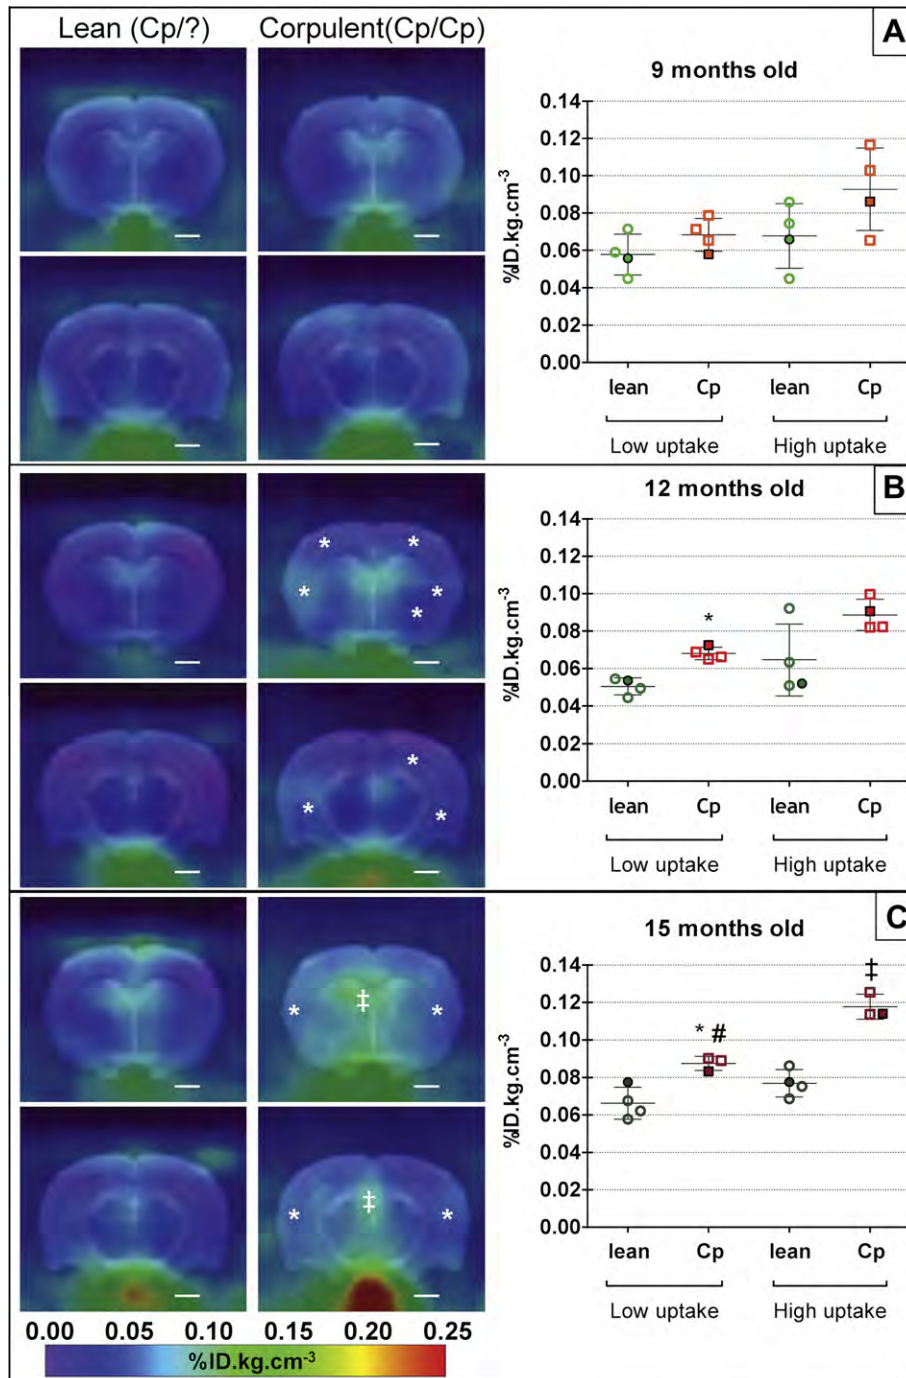 Lean (Cp/?) Corpulent(Cp/Cp)
A
9 months old
%ID.kg.cm-3
0.14
0.12
0.10
0.08
0.06
0.04
0.02
0.00
lean Cp lean Cp
Low uptake High uptake
B
12 months old
%ID.kg.cm-3
0.14
0.12
0.10
0.08
0.06
0.04
0.02
0.00
*
lean Cp lean Cp
Low uptake High uptake
* *
* *
*
*
* *
C
15 months old
%ID.kg.cm-3
0.14
0.12
0.10
0.08
0.06
0.04
0.02
0.00
* #
‡
lean Cp lean Cp
Low uptake High uptake
* ‡ *
* ‡ *
0.00 0.05 0.10 0.15 0.20 0.25
%ID.kg.cm-3